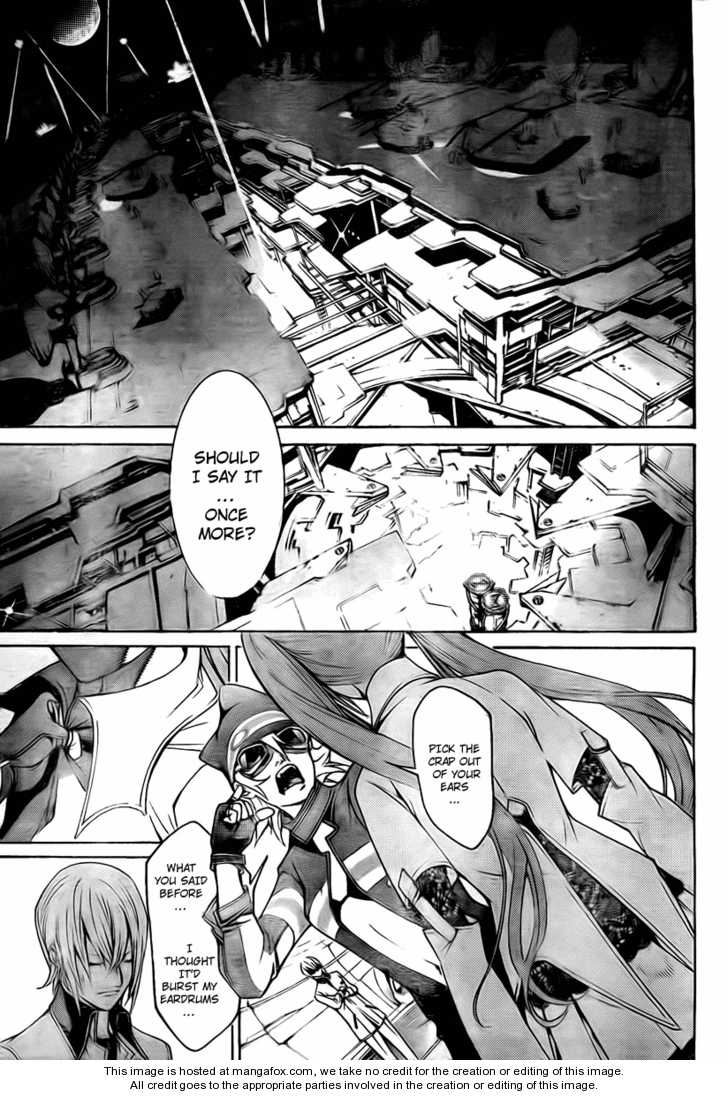 SHOULD
I SAY IT
...
ONCE
MORE?
PICK THE
CRAP OUT
OF YOUR
EARS
...
WHAT
YOU SAID
BEFORE
...
I
THOUGHT
IT'D
BURST MY
EARDRUMS
...
This image is hosted at mangafox.com, we take no credit for the creation or editing of this image.
All credit goes to the appropriate parties involved in the creation or editing of this image.